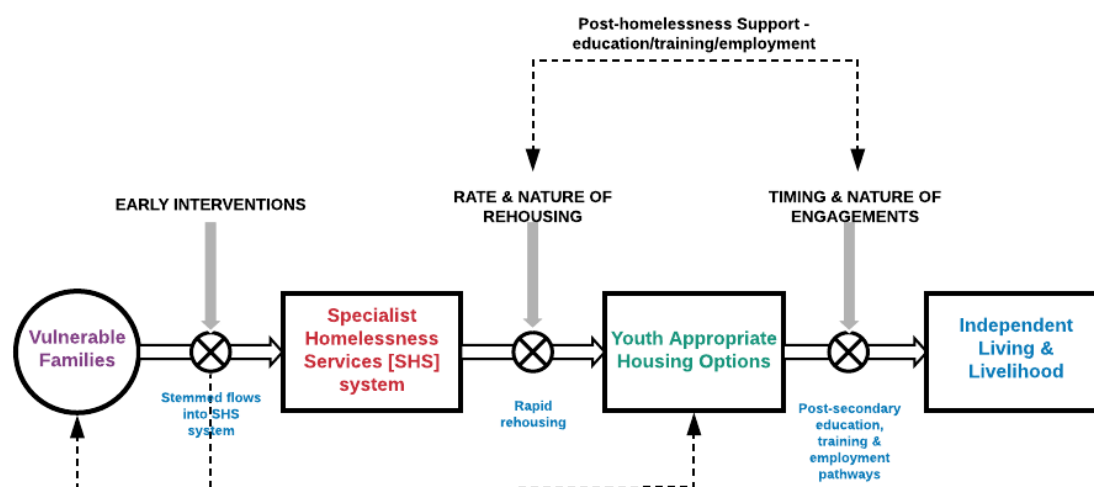 Post-homelessness Support -
education/training/employment
EARLY INTERVENTIONS
RATE & NATURE OF
REHOUSING
TIMING & NATURE OF
ENGAGEMENTS
Vulnerable
Families
Specialist
Homelessness
Services [SHS]
system
Youth Appropriate
Housing Options
Independent
Living &
Livelihood
Stemmed flows
into SHS
system
Rapid
rehousing
Post-secondary
education,
training &
employment
pathways